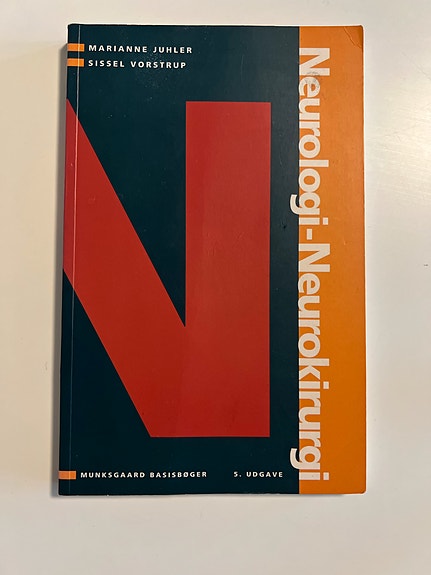 MARIANNE JUHLER
SISSEL VORSTRUP
Neurologi-Neurokirurgi
N
MUNKSGAARD BASISBØGER 5. UDGAVE